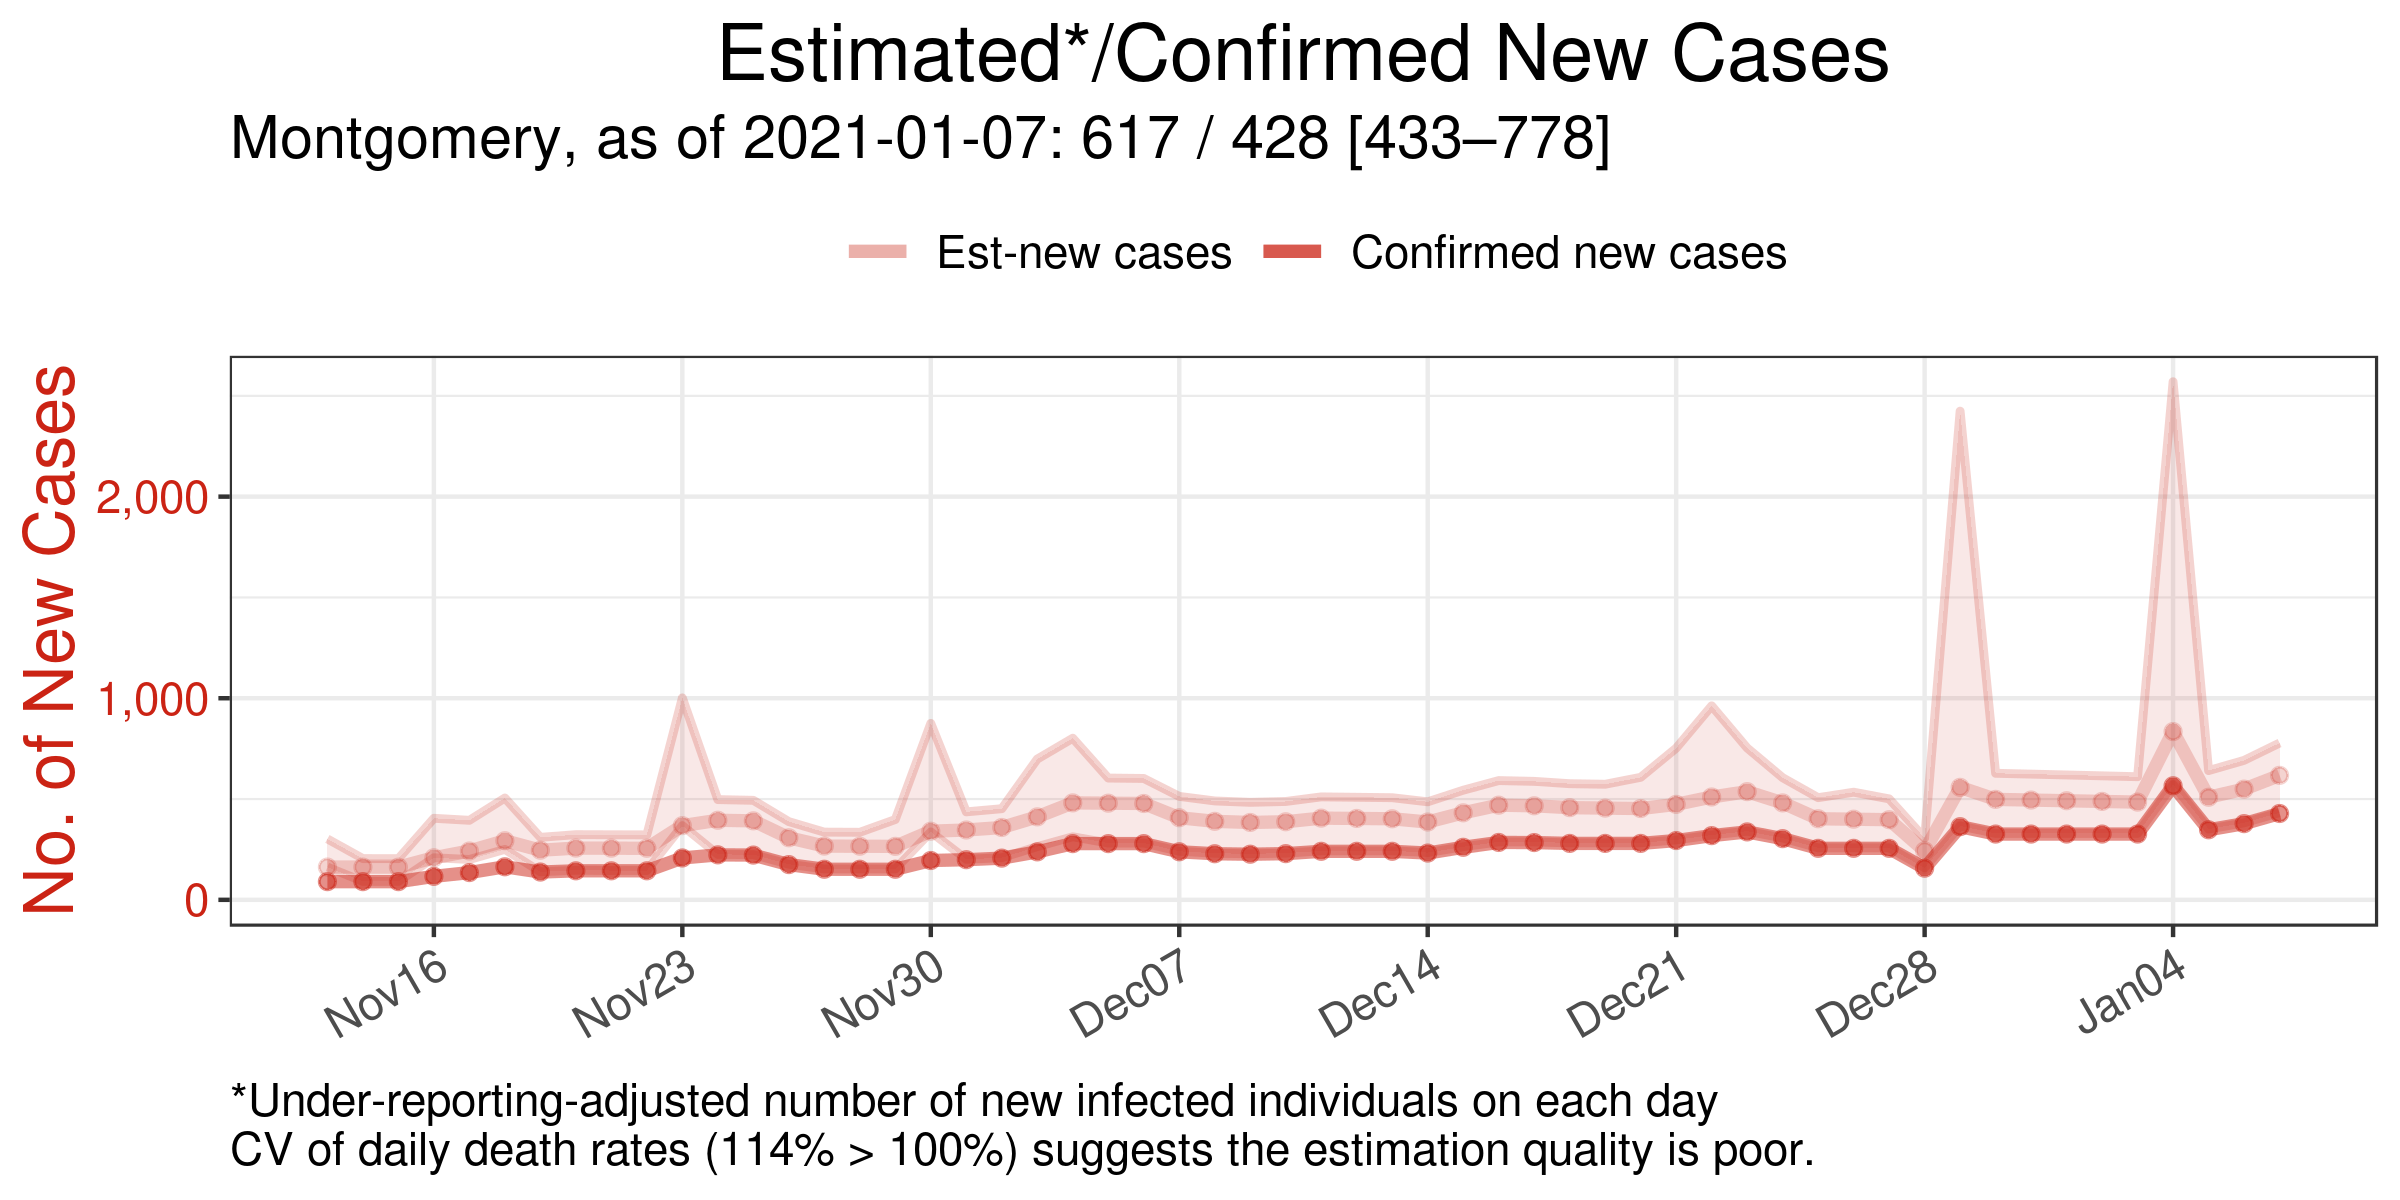 Estimated*/Confirmed New Cases
Montgomery, as of 2021-01-07: 617 / 428 [433–778]
Est-new cases Confirmed new cases
No. of New Cases
2,000
1,000
0
Nov16 Nov23 Nov30 Dec07 Dec14 Dec21 Dec28 Jan04
*Under-reporting-adjusted number of new infected individuals on each day
CV of daily death rates (114% > 100%) suggests the estimation quality is poor.